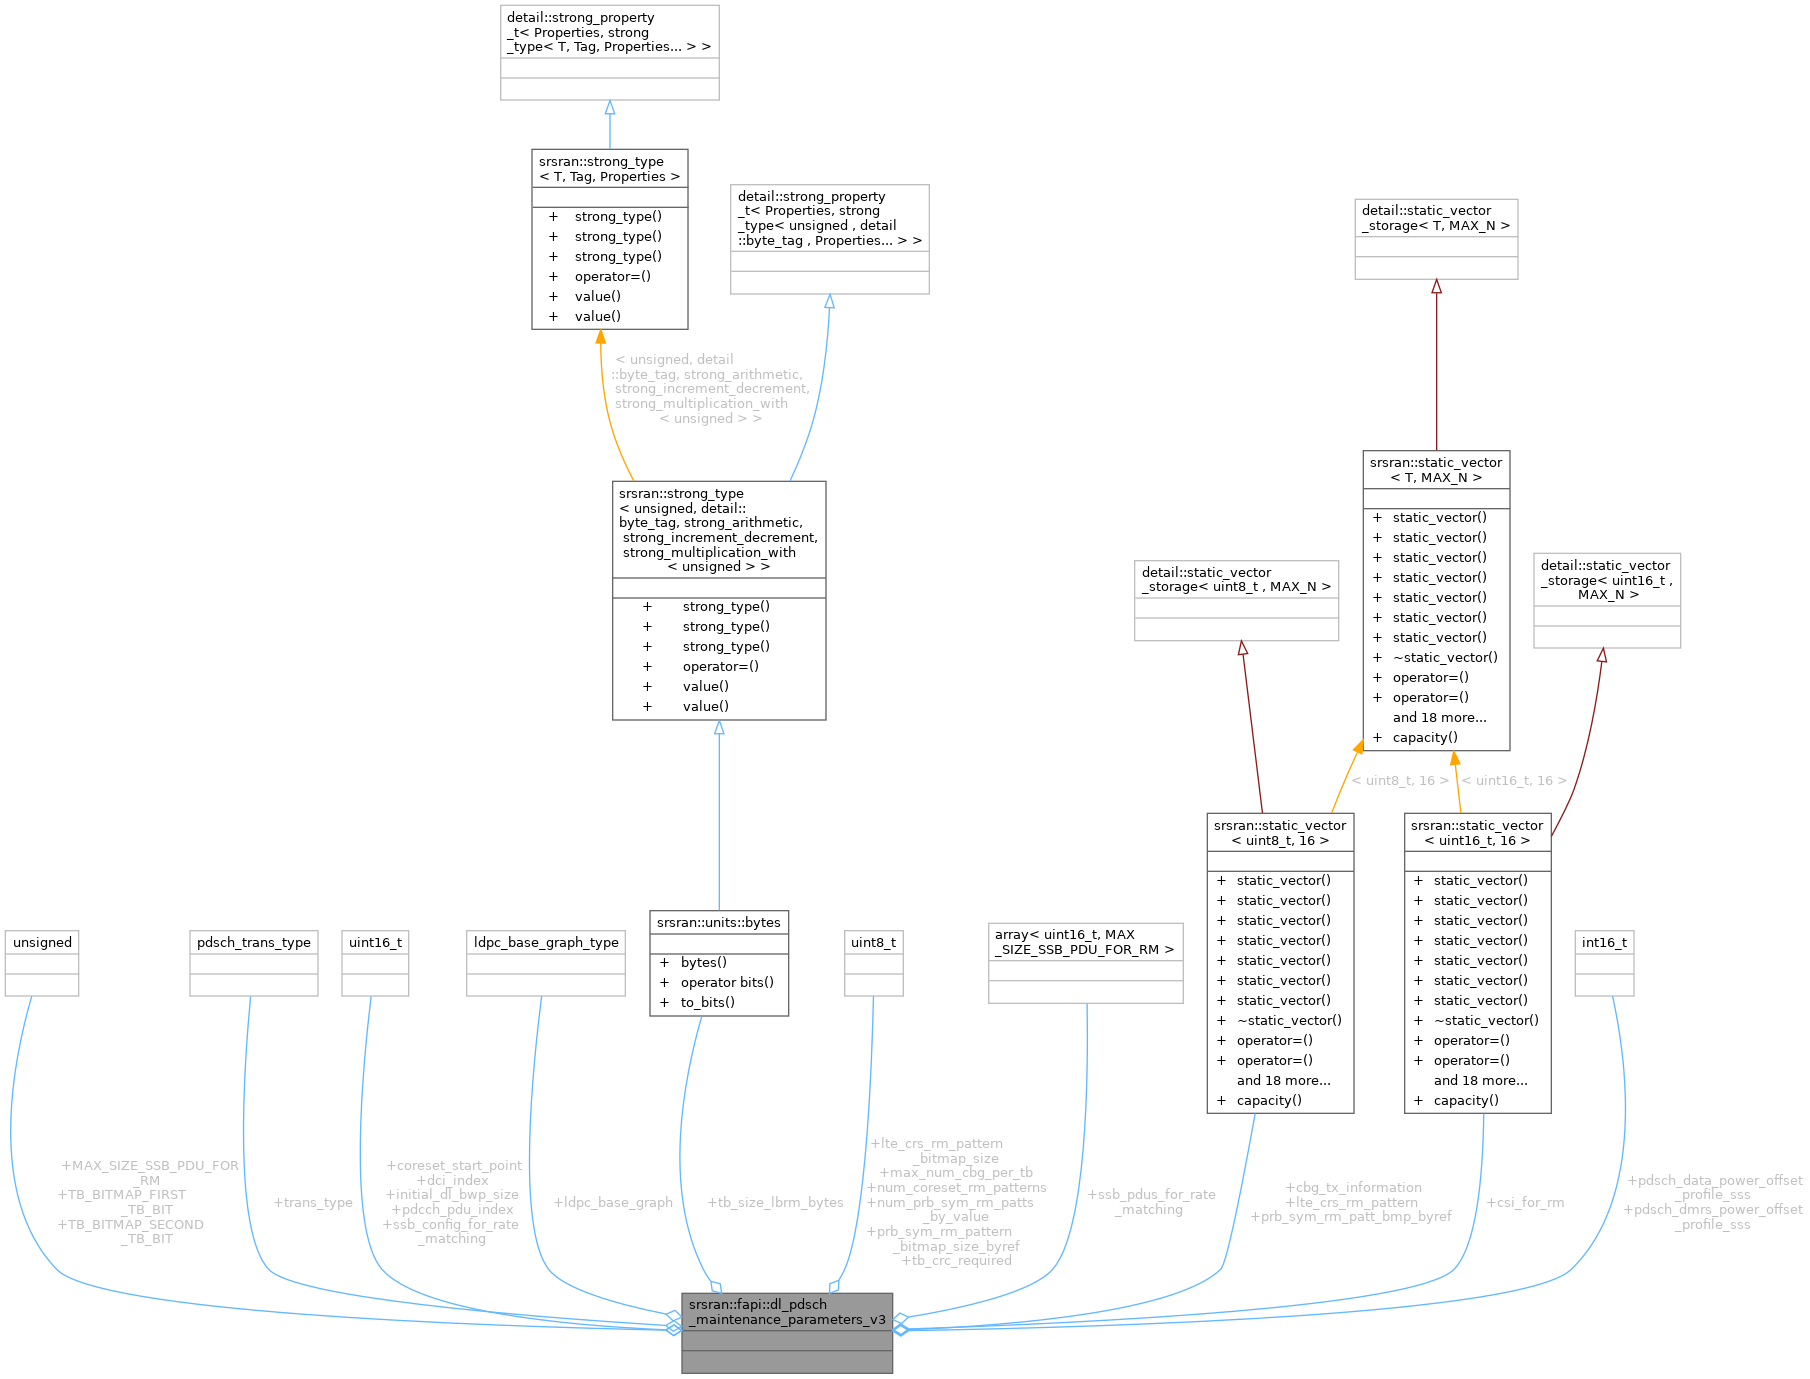 detail::strong_property
_t< Properties, strong
_type< T, Tag, Properties... > >
srsran::strong_type
< T, Tag, Properties >
+ strong_type()
+ strong_type()
+ strong_type()
+ operator=()
+ value()
+ value()
detail::strong_property
_t< Properties, strong
_type< unsigned , detail
::byte_tag , Properties... > >
detail::static_vector
_storage< T, MAX_N >
< unsigned, detail
::byte_tag, strong_arithmetic,
strong_increment_decrement,
strong_multiplication_with
< unsigned > >
srsran::strong_type
< unsigned, detail::
byte_tag, strong_arithmetic,
strong_increment_decrement,
strong_multiplication_with
< unsigned > >
+ strong_type()
+ strong_type()
+ strong_type()
+ operator=()
+ value()
+ value()
srsran::static_vector
< T, MAX_N >
+ static_vector()
+ static_vector()
+ static_vector()
+ static_vector()
+ static_vector()
+ static_vector()
+ static_vector()
+ ~static_vector()
+ operator=()
+ operator=()
and 18 more...
+ capacity()
detail::static_vector
_storage< uint8_t , MAX_N >
detail::static_vector
_storage< uint16_t ,
MAX_N >
< uint8_t, 16 >
< uint16_t, 16 >
srsran::static_vector
< uint8_t, 16 >
+ static_vector()
+ static_vector()
+ static_vector()
+ static_vector()
+ static_vector()
+ static_vector()
+ static_vector()
+ ~static_vector()
+ operator=()
+ operator=()
and 18 more...
+ capacity()
srsran::static_vector
< uint16_t, 16 >
+ static_vector()
+ static_vector()
+ static_vector()
+ static_vector()
+ static_vector()
+ static_vector()
+ static_vector()
+ ~static_vector()
+ operator=()
+ operator=()
and 18 more...
+ capacity()
unsigned
pdsch_trans_type
uint16_t
ldpc_base_graph_type
srsran::units::bytes
+ bytes()
+ operator bits()
+ to_bits()
uint8_t
array< uint16_t, MAX
_SIZE_SSB_PDU_FOR_RM >
int16_t
+MAX_SIZE_SSB_PDU_FOR
_RM
+TB_BITMAP_FIRST
_TB_BIT
+TB_BITMAP_SECOND
_TB_BIT
+trans_type
+coreset_start_point
+dci_index
+initial_dl_bwp_size
+pdcch_pdu_index
+ssb_config_for_rate
_matching
+ldpc_base_graph
+tb_size_lbrm_bytes
+lte_crs_rm_pattern
_bitmap_size
+max_num_cbg_per_tb
+num_coreset_rm_patterns
+num_prb_sym_rm_patts
_by_value
+prb_sym_rm_pattern
_bitmap_size_byref
+tb_crc_required
+ssb_pdus_for_rate
_matching
+cbg_tx_information
+lte_crs_rm_pattern
+prb_sym_rm_patt_bmp_byref
+csi_for_rm
+pdsch_data_power_offset
_profile_sss
+pdsch_dmrs_power_offset
_profile_sss
srsran::fapi::dl_pdsch
_maintenance_parameters_v3